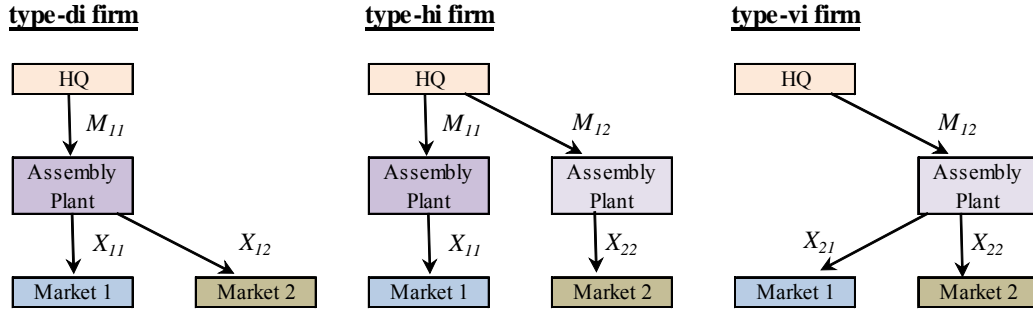 type-di firm
type-hi firm
type-vi firm
HQ
HQ
HQ
M11
M11
M12
M12
Assembly
Plant
Assembly
Plant
Assembly
Plant
Assembly
Plant
X11
X12
X11
X22
X21
X22
Market 1
Market 2
Market 1
Market 2
Market 1
Market 2